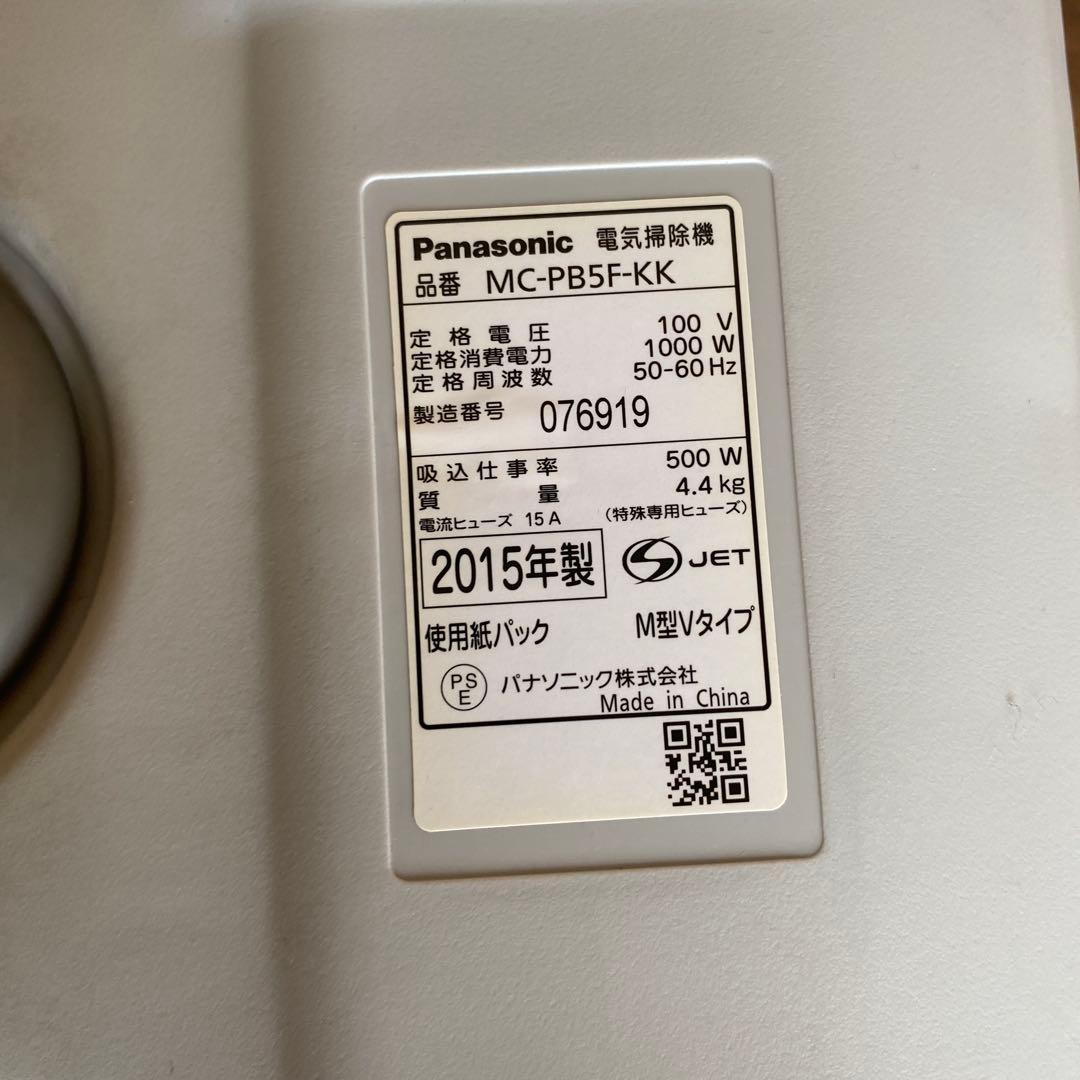 Panasonic 電気掃除機
品番 MC-PB5F-KK
定格電圧 100 V
定格消費電力 1000 W
定格周波数 50-60 Hz
製造番号 076919
吸込仕事率 500 W
質量 4.4 kg
電流ヒューズ 15 A (特殊専用ヒューズ)
2015年製 S JET
使用紙パック M型Vタイプ
PSE パナソニック株式会社
Made in China